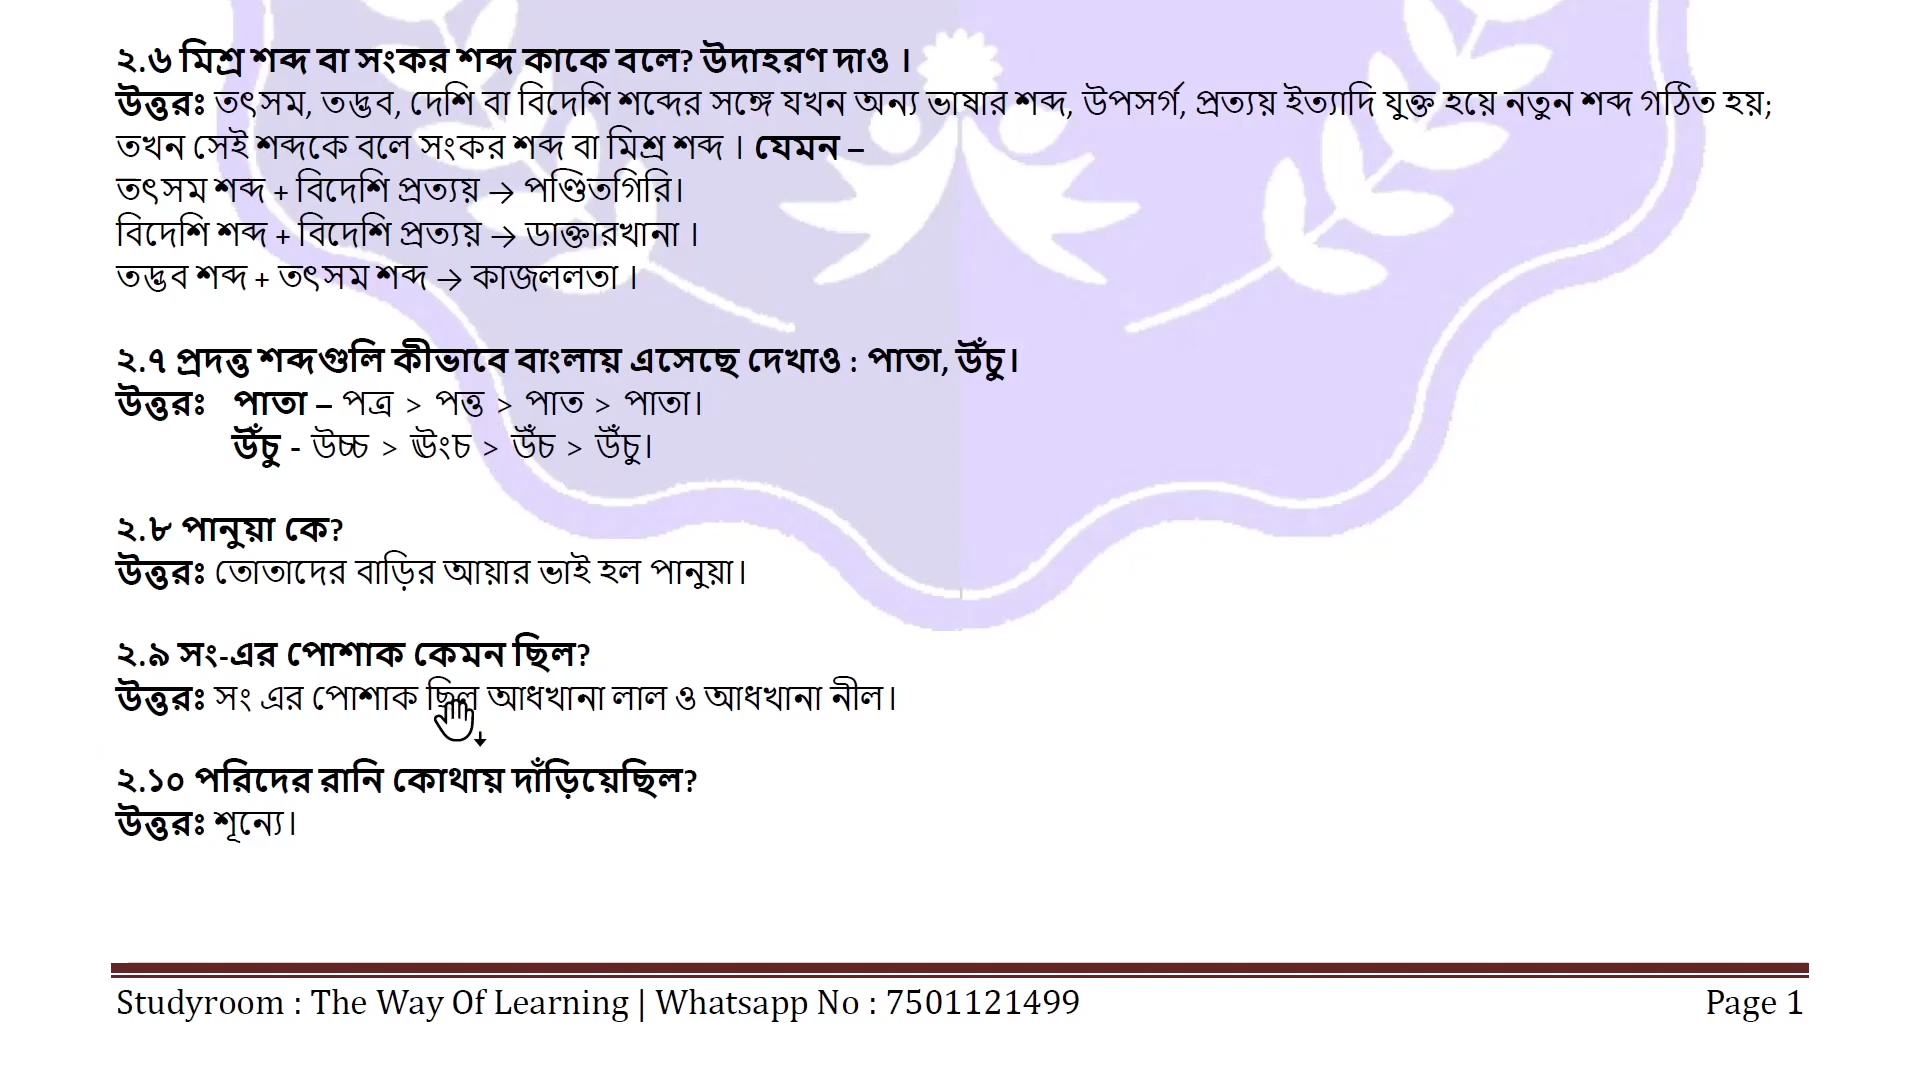 ২.৬ মিশ্র শব্দ বা সংকর শব্দ কাকে বলে? উদাহরণ দাও ।
উত্তরঃ তৎসম, তদ্ভব, দেশি বা বিদেশি শব্দের সঙ্গে যখন অন্য ভাষার শব্দ, উপসর্গ, প্রত্যয় ইত্যাদি যুক্ত হয়ে নতুন শব্দ গঠিত হয়;
তখন সেই শব্দকে বলে সংকর শব্দ বা মিশ্র শব্দ । যেমন –
তৎসম শব্দ + বিদেশি প্রত্যয় → পণ্ডিতগিরি।
বিদেশি শব্দ + বিদেশি প্রত্যয় → ডাক্তারখানা ।
তদ্ভব শব্দ + তৎসম শব্দ → কাজললতা ।
২.৭ প্রদত্ত শব্দগুলি কীভাবে বাংলায় এসেছে দেখাও : পাতা, উঁচু।
উত্তরঃ পাতা – পত্র > পত্ত > পাত > পাতা।
উঁচু - উচ্চ > ঊংচ > উঁচ > উঁচু।
২.৮ পানুয়া কে?
উত্তরঃ তোতাদের বাড়ির আয়ার ভাই হল পানুয়া।
২.৯ সং-এর পোশাক কেমন ছিল?
উত্তরঃ সং এর পোশাক ছিল আধখানা লাল ও আধখানা নীল।
২.১০ পরিদের রানি কোথায় দাঁড়িয়েছিল?
উত্তরঃ শূন্যে।
Studyroom : The Way Of Learning | Whatsapp No : 7501121499
Page 1